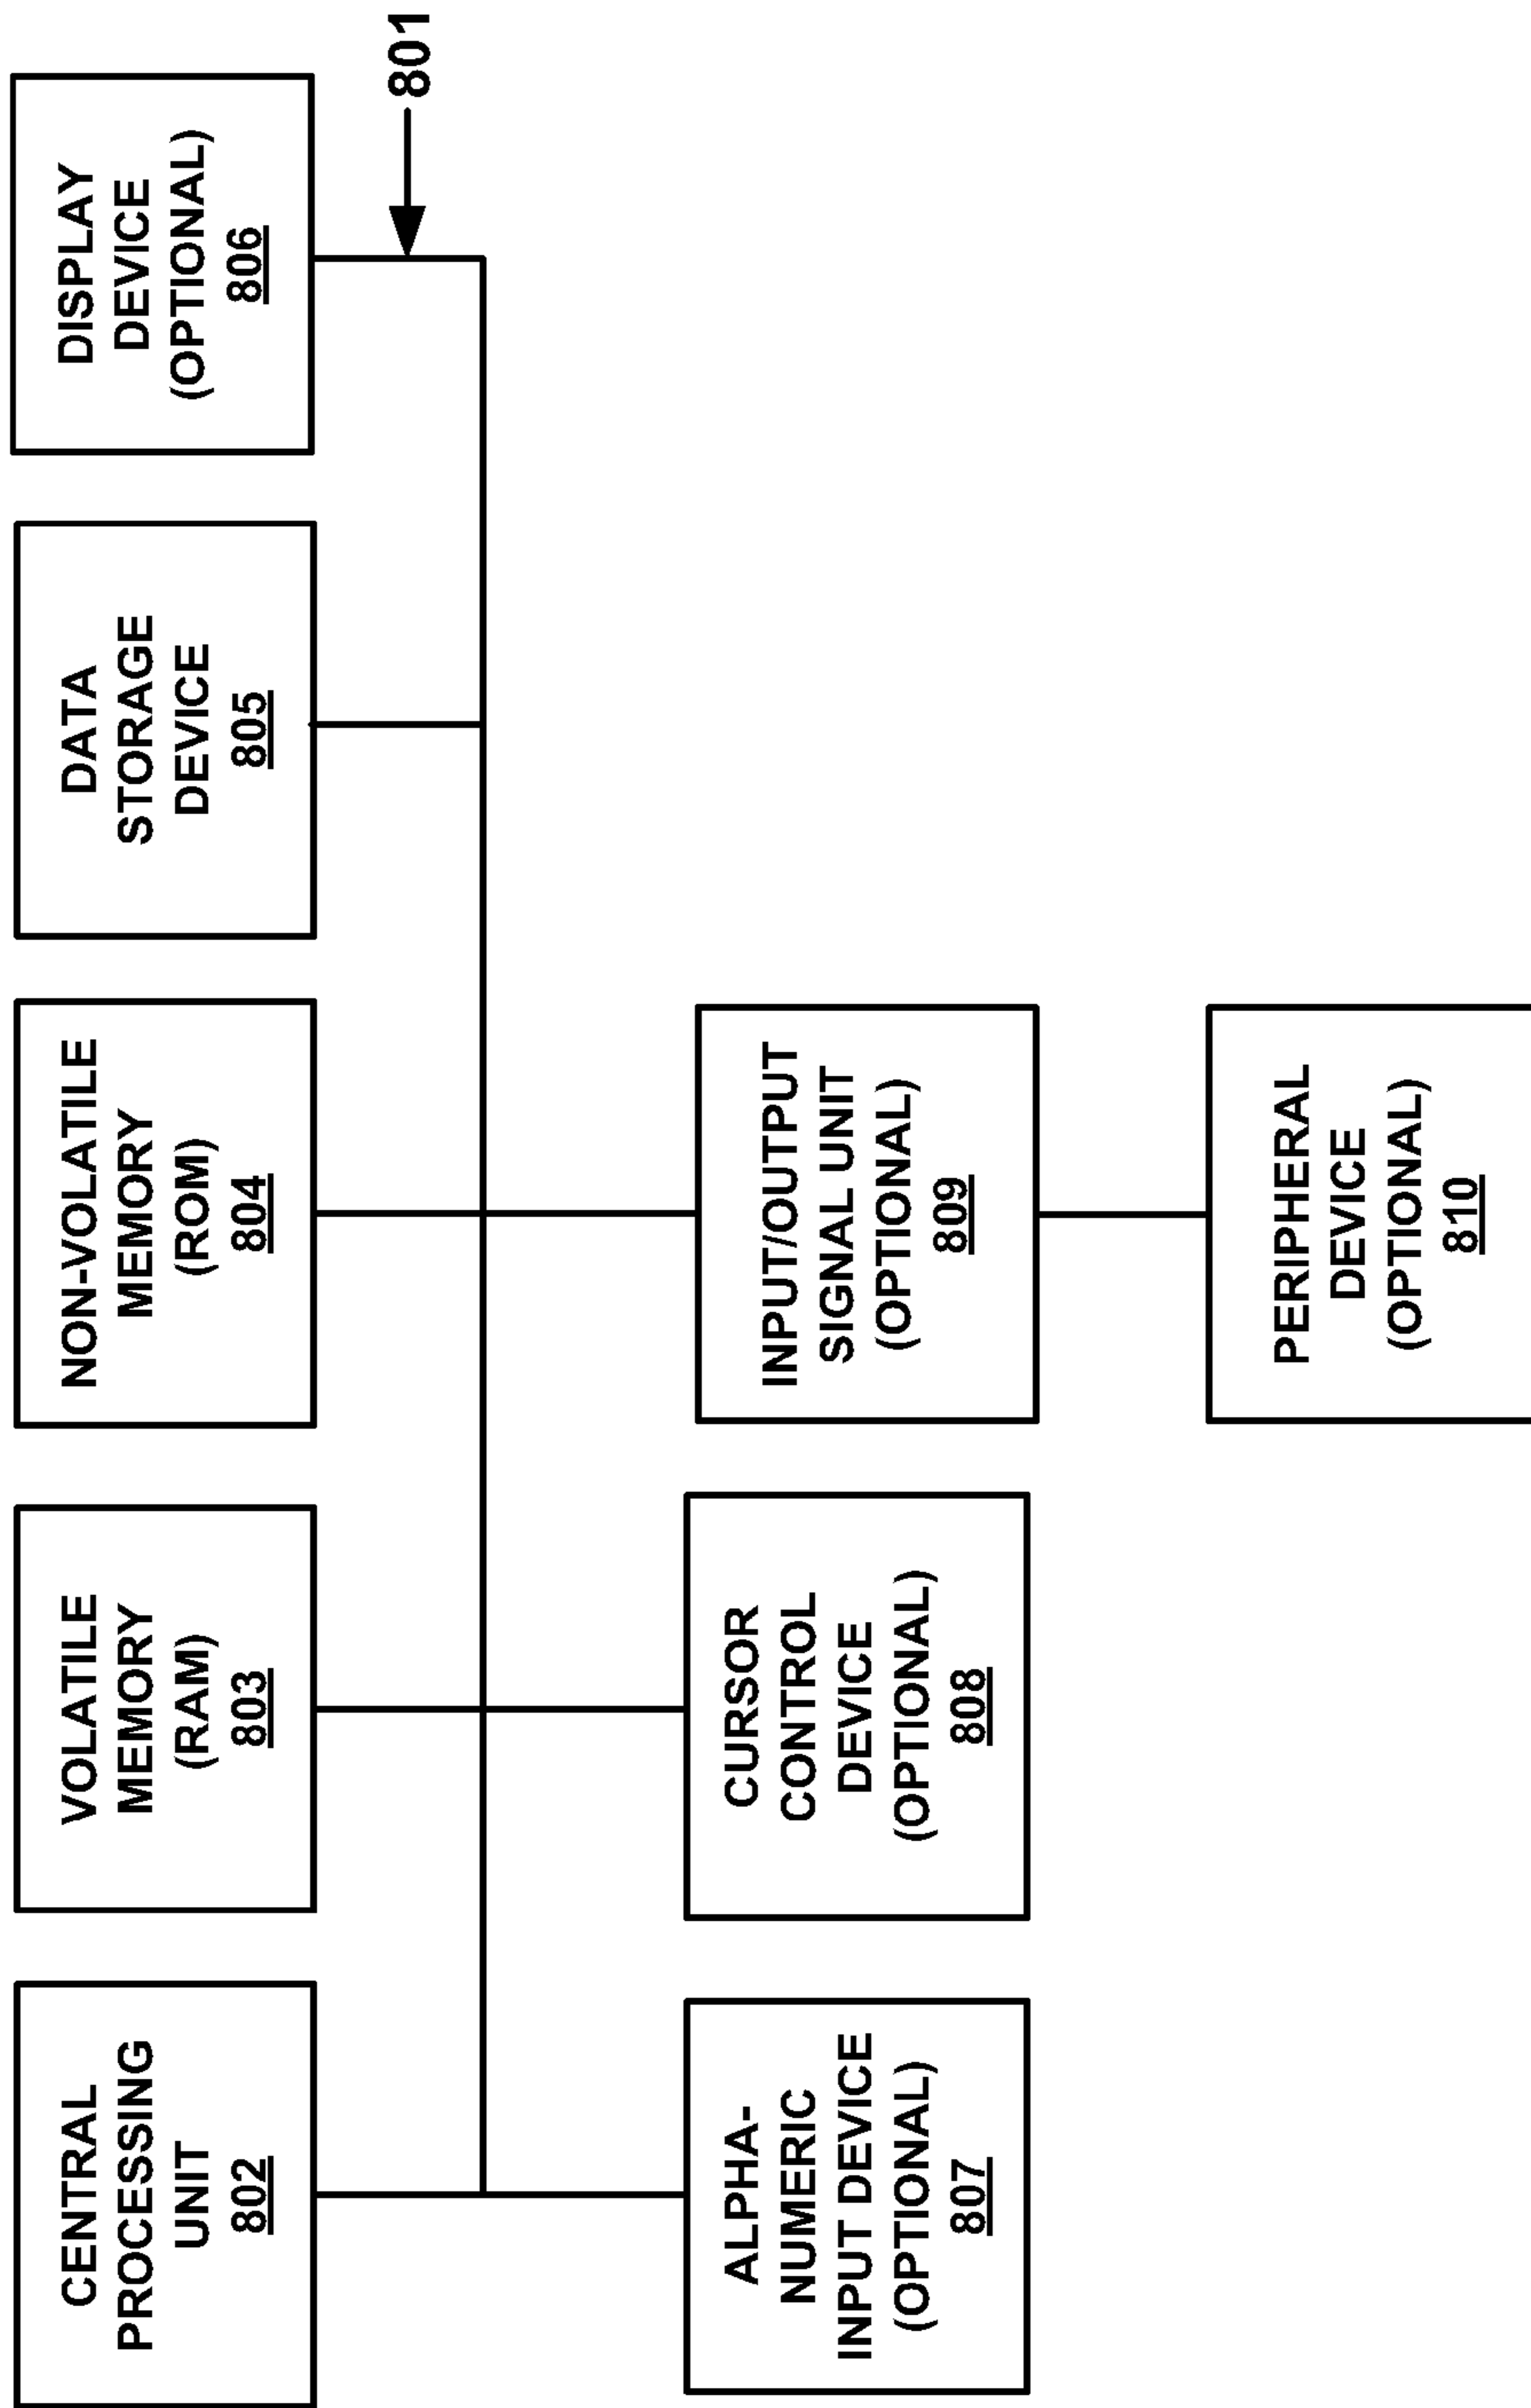 CENTRAL
PROCESSING
UNIT
802
VOLATILE
MEMORY
(RAM)
803
NON-VOLATILE
MEMORY
(ROM)
804
DATA
STORAGE
DEVICE
805
DISPLAY
DEVICE
(OPTIONAL)
806
801
ALPHA-
NUMERIC
INPUT DEVICE
(OPTIONAL)
807
CURSOR
CONTROL
DEVICE
(OPTIONAL)
808
INPUT/OUTPUT
SIGNAL UNIT
(OPTIONAL)
809
PERIPHERAL
DEVICE
(OPTIONAL)
810